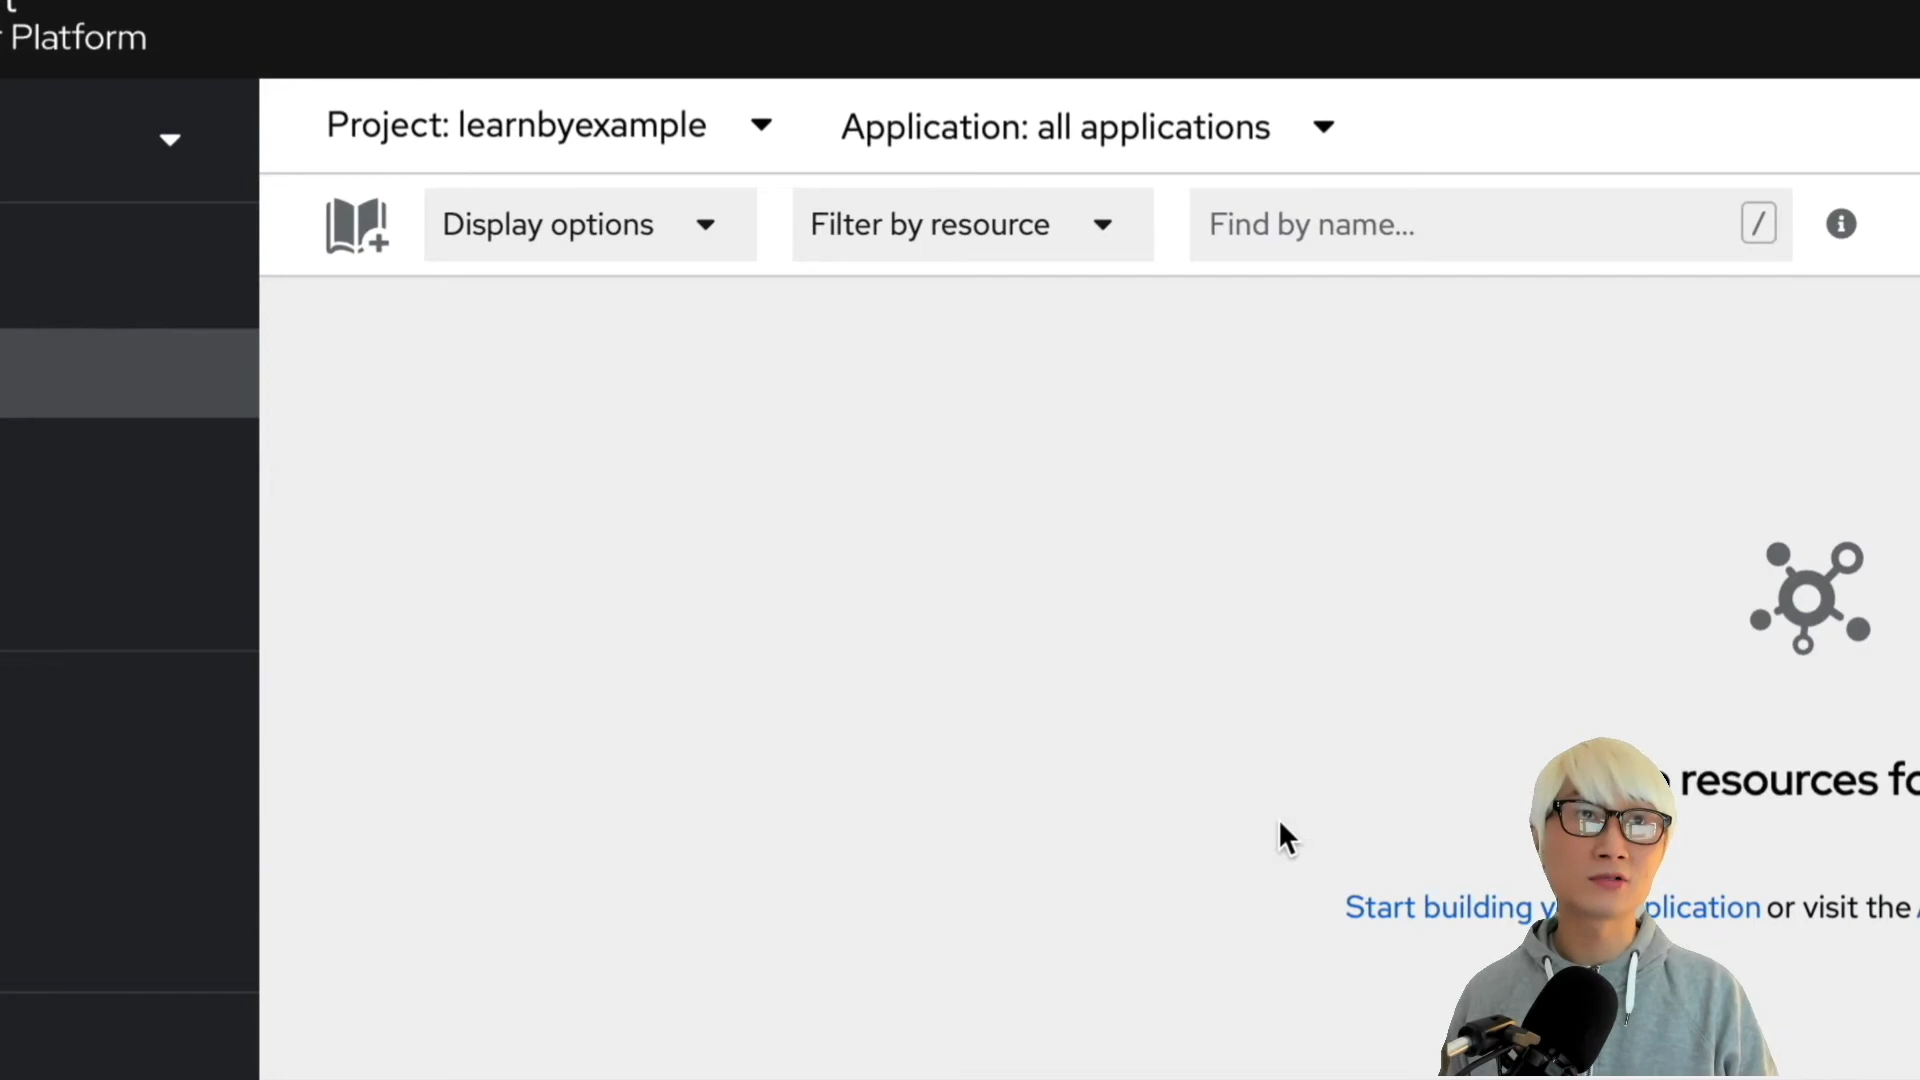 Platform
Project: learnbyexample
Application: all applications
Display options
Filter by resource
Find by name...
/
i
resources fo
Start building y plication or visit the